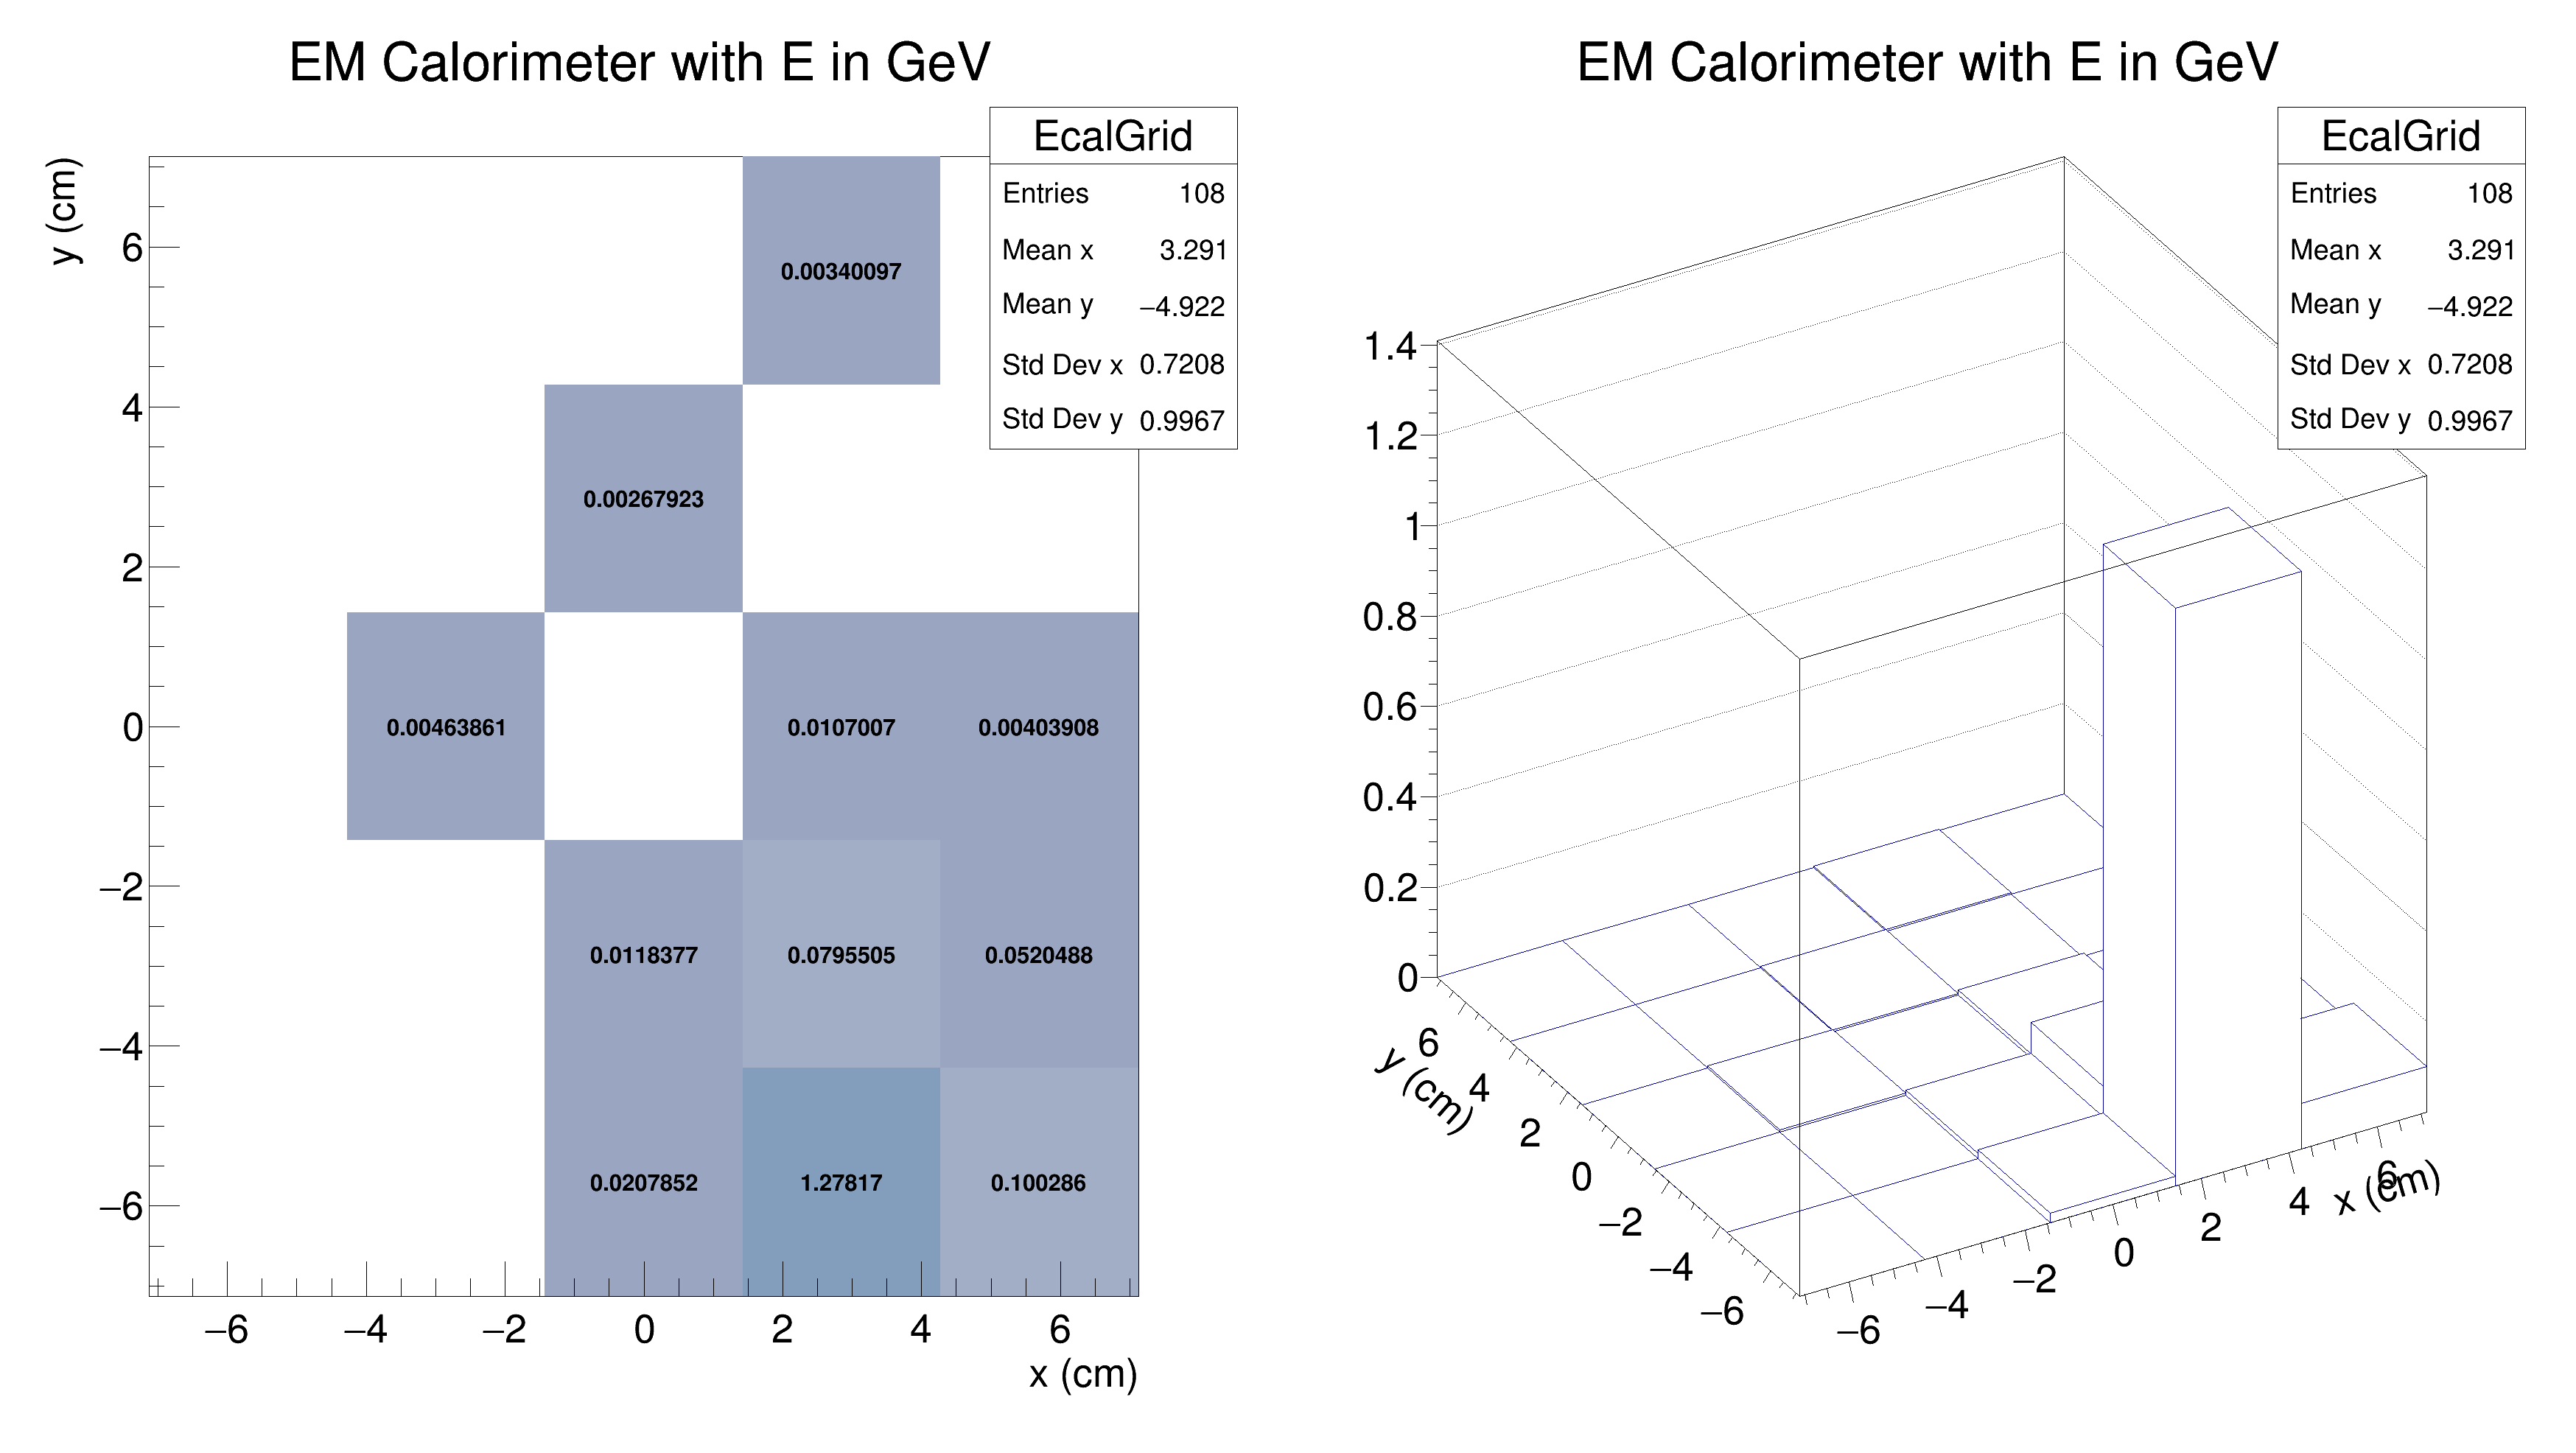 EM Calorimeter with E in GeV
EcalGrid
Entries 108
Mean x 3.291
Mean y −4.922
Std Dev x 0.7208
Std Dev y 0.9967
y (cm)
6
4
2
0
−2
−4
−6
0.00340097
0.00267923
0.00463861 0.0107007 0.00403908
0.0118377 0.0795505 0.0520488
0.0207852 1.27817 0.100286
−6 −4 −2 0 2 4 6
x (cm)
EM Calorimeter with E in GeV
EcalGrid
Entries 108
Mean x 3.291
Mean y −4.922
Std Dev x 0.7208
Std Dev y 0.9967
1.4
1.2
1
0.8
0.6
0.4
0.2
0
y (cm)
6
4
2
0
−2
−4
−6
−6
−4
−2
0
2
4
6
x (cm)